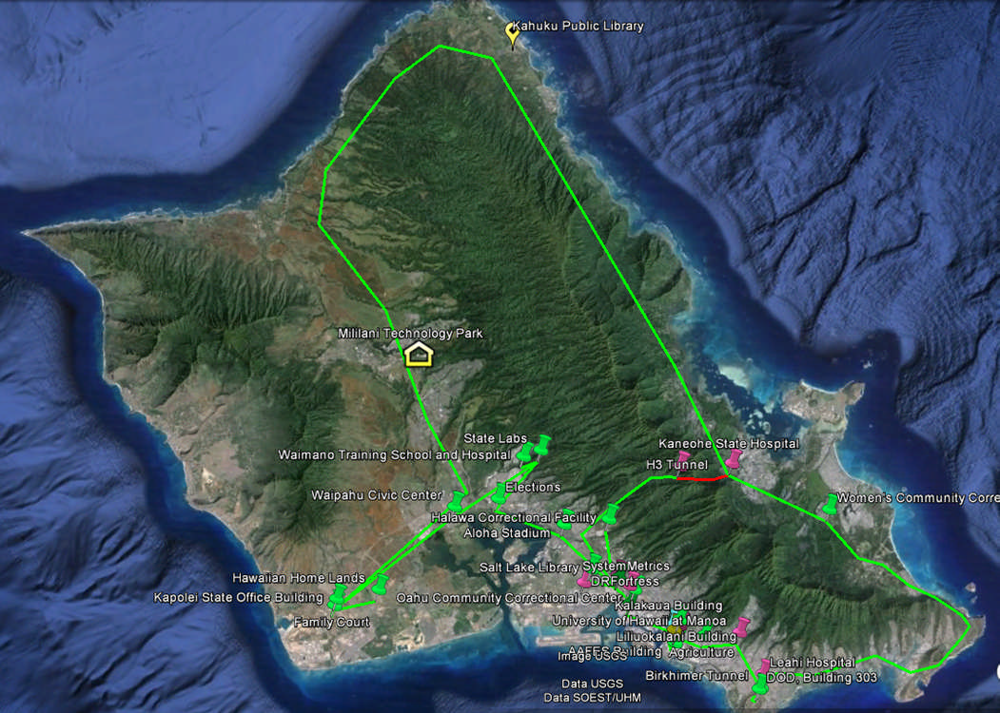 Kahuku Public Library
Mililani Technology Park
State Labs
Kaneohe State Hospital
Waimano Training School and Hospital
H3 Tunnel
Elections
Waipahu Civic Center
Women's Community Corre
Halawa Correctional Facility
Aloha Stadium
Salt Lake Library
SystemMetrics
Hawaiian Home Lands
DRFortress
Kapolei State Office Building
Oahu Community Correctional Center
Kalakaua Building
Family Court
University of Hawaii at Manoa
Liliuokalani Building
AAFES Building
Agriculture
Image USGS
Leahi Hospital
Birkhimer Tunnel
DOD, Building 303
Data USGS
Data SOEST/UHM